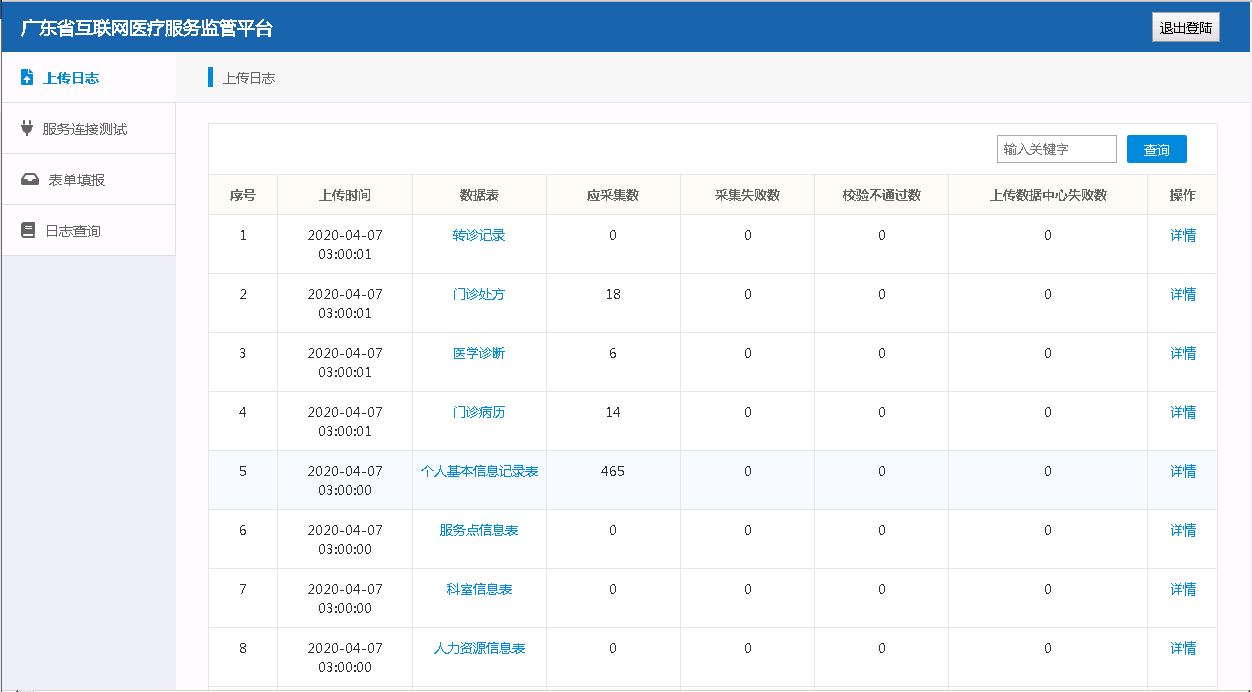 广东省互联网医疗服务监管平台 退出登陆
上传日志 上传日志
服务连接测试
表单填报
日志查询
输入关键字 查询
序号 上传时间 数据表 应采集数 采集失败数 校验不通过数 上传数据中心失败数 操作
1 2020-04-07 转诊记录 0 0 0 0 详情
03:00:01
2 2020-04-07 门诊处方 18 0 0 0 详情
03:00:01
3 2020-04-07 医学诊断 6 0 0 0 详情
03:00:01
4 2020-04-07 门诊病历 14 0 0 0 详情
03:00:01
5 2020-04-07 个人基本信息记录表 465 0 0 0 详情
03:00:00
6 2020-04-07 服务点信息表 0 0 0 0 详情
03:00:00
7 2020-04-07 科室信息表 0 0 0 0 详情
03:00:00
8 2020-04-07 人力资源信息表 0 0 0 0 详情
03:00:00